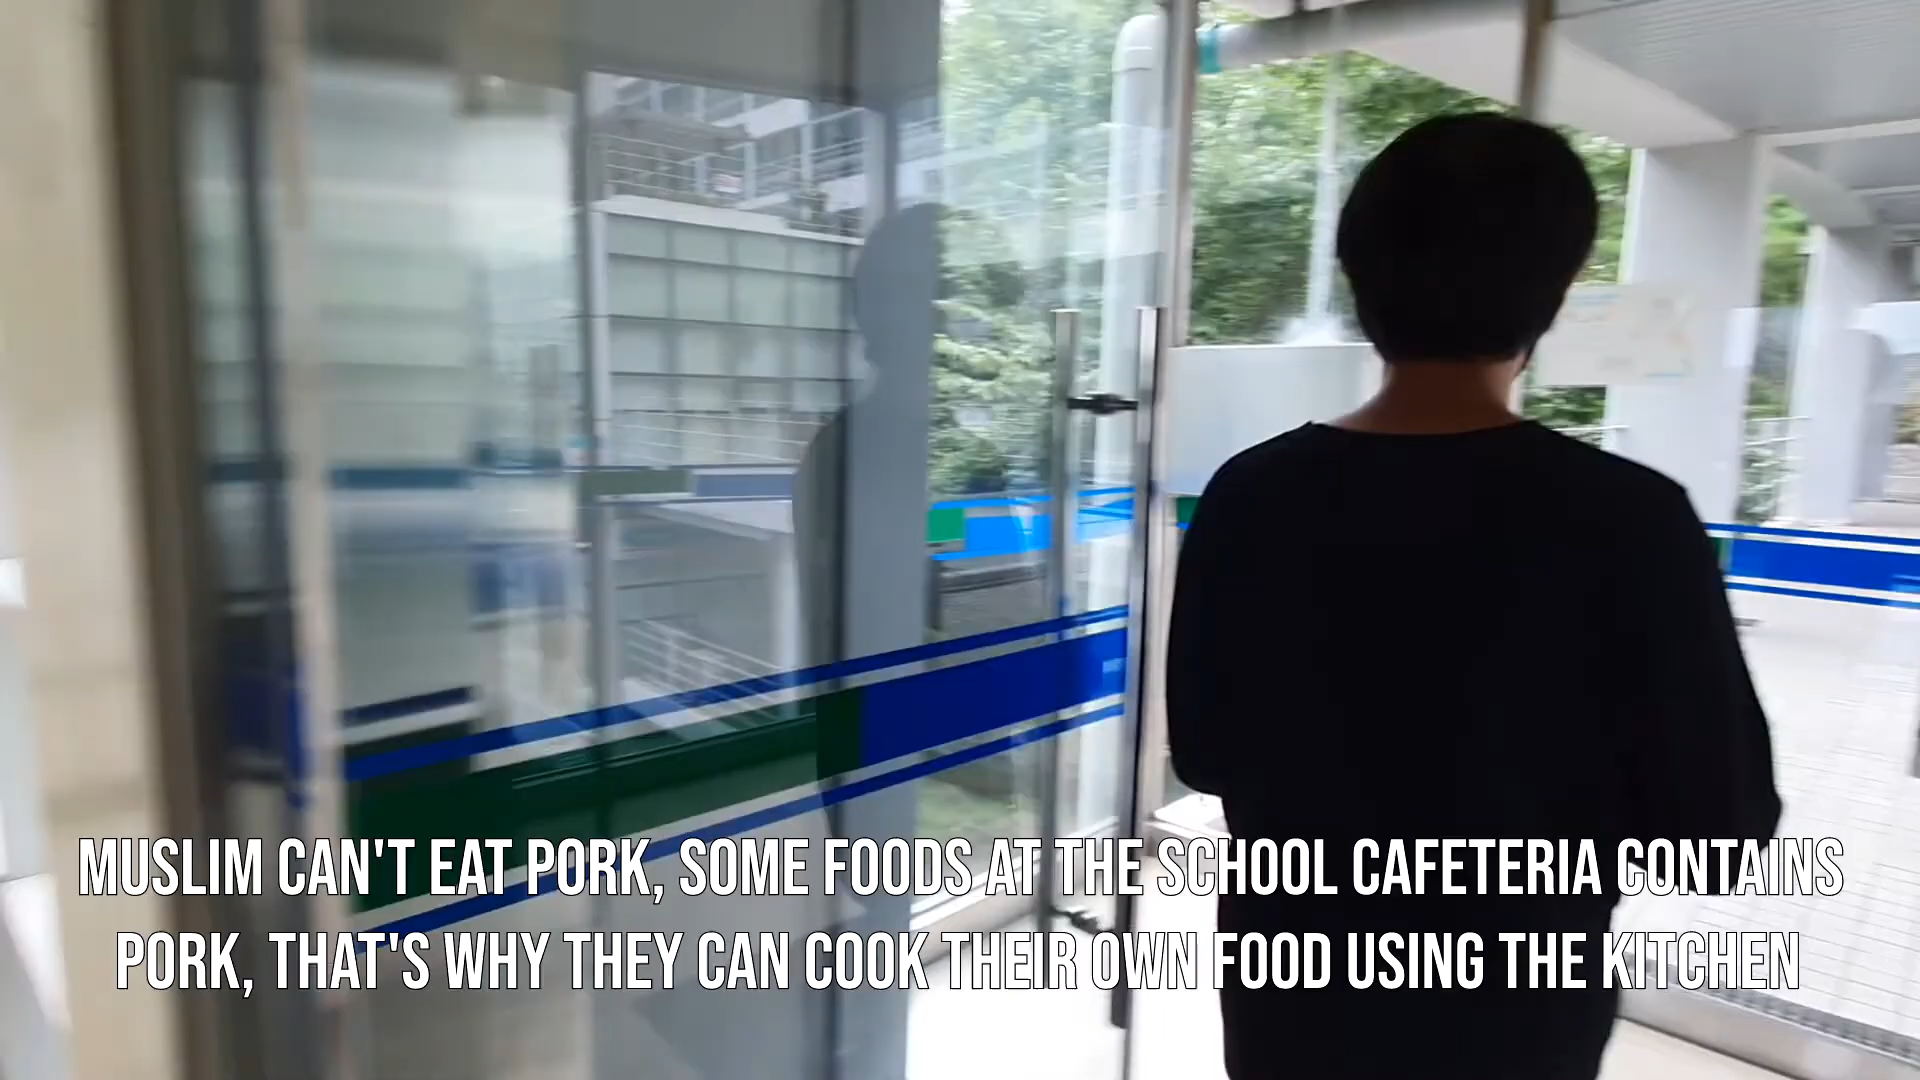 MUSLIM CAN'T EAT PORK, SOME FOODS AT THE SCHOOL CAFETERIA CONTAINS
PORK, THAT'S WHY THEY CAN COOK THEIR OWN FOOD USING THE KITCHEN